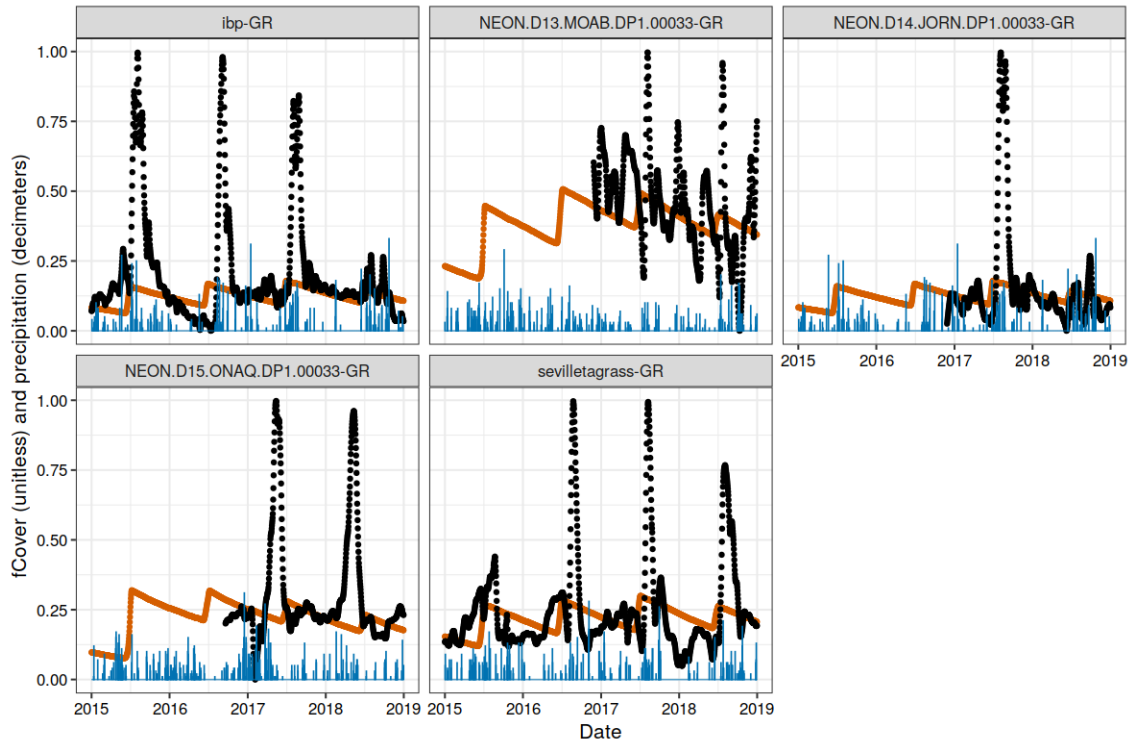 ibp-GR
NEON.D13.MOAB.DP1.00033-GR
NEON.D14.JORN.DP1.00033-GR
1.00
0.75
0.50
0.25
0.00
2015 2016 2017 2018 2019
NEON.D15.ONAQ.DP1.00033-GR
sevilletagrass-GR
1.00
0.75
0.50
0.25
0.00
2015 2016 2017 2018 2019
2015 2016 2017 2018 2019
fCover (unitless) and precipitation (decimeters)
Date